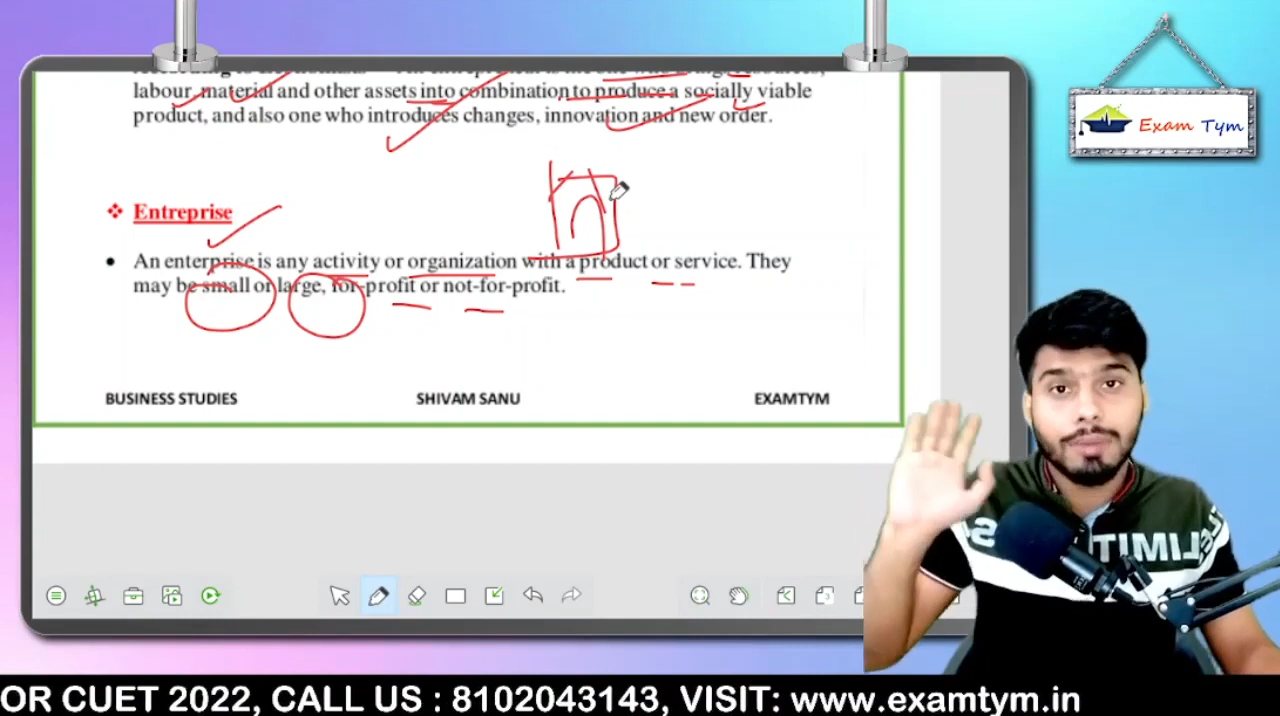 labour, material and other assets into combination to produce a socially viable
product, and also one who introduces changes, innovation and new order.
Exam Tym
❖ Entreprise
• An enterprise is any activity or organization with a product or service. They
may be small or large, for-profit or not-for-profit.
BUSINESS STUDIES SHIVAM SANU EXAMTYM
OR CUET 2022, CALL US : 8102043143, VISIT: www.examtym.in